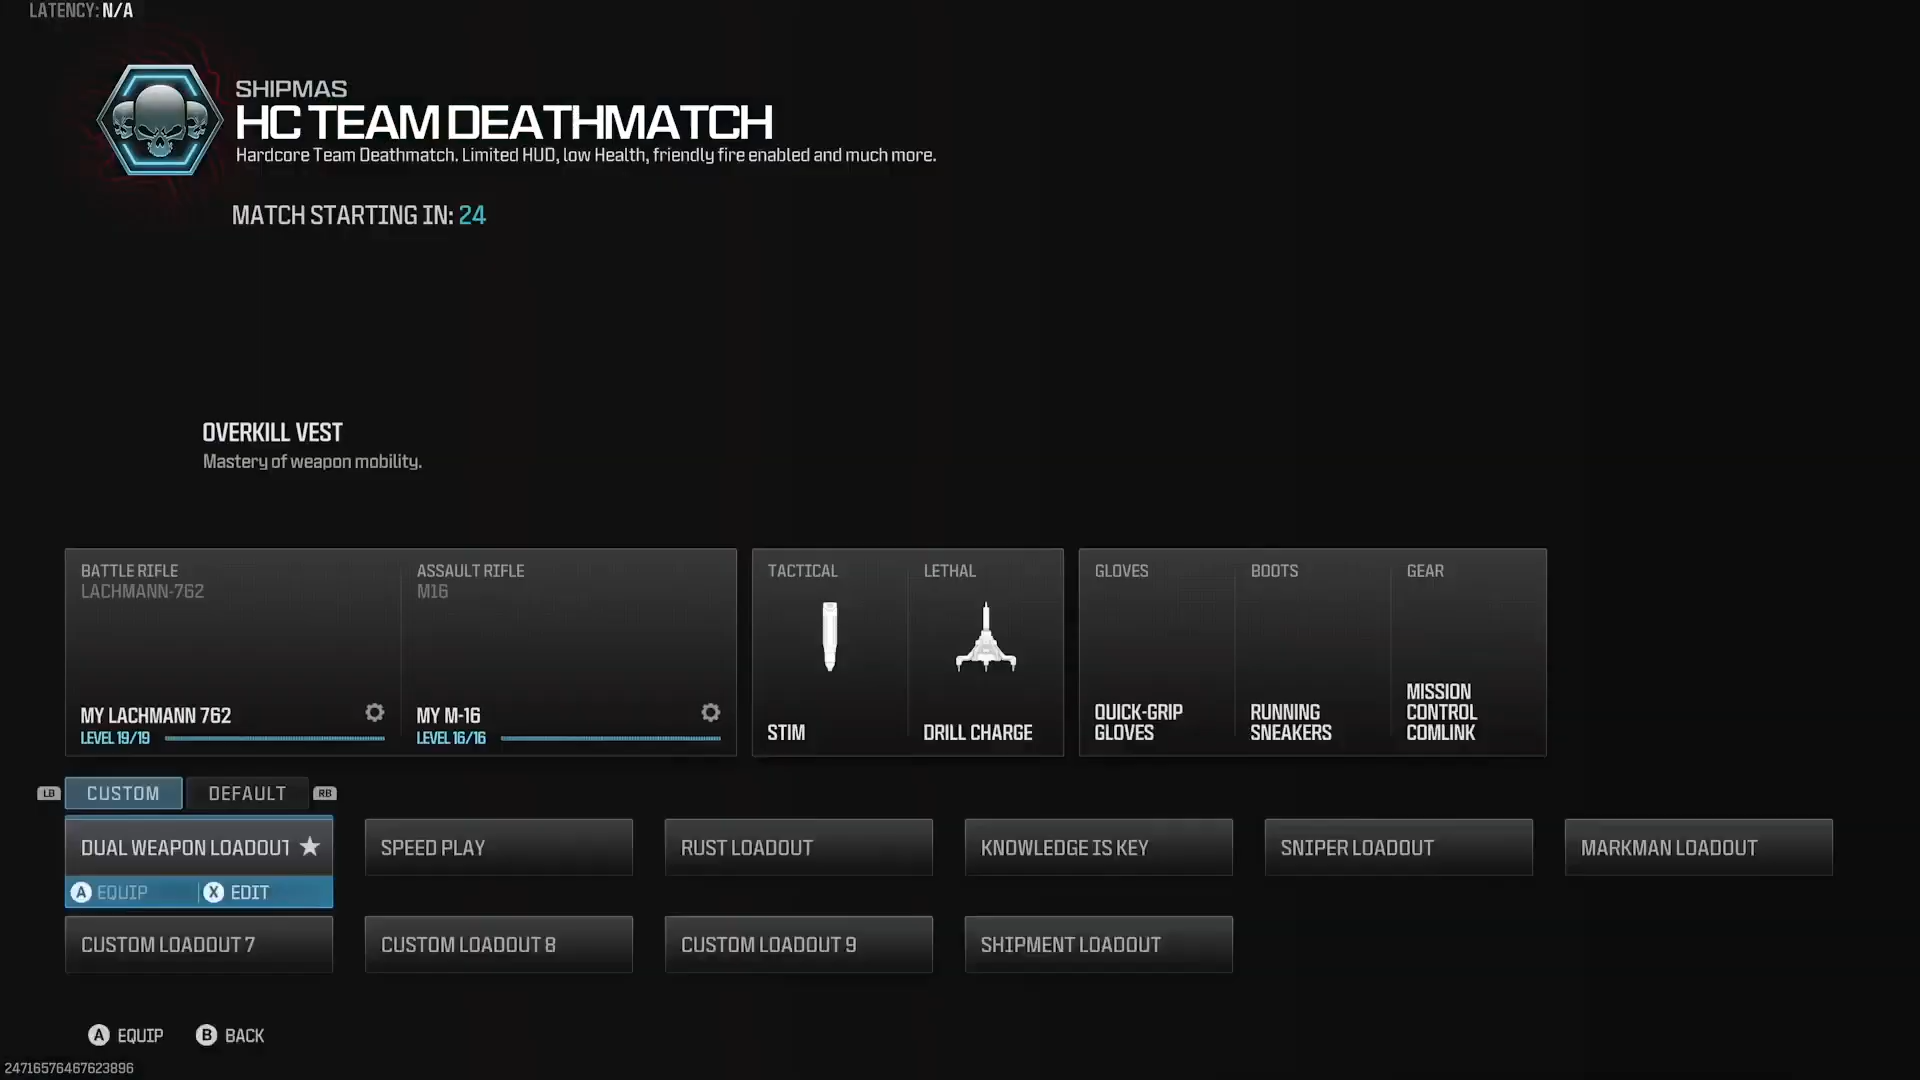 LATENCY: N/A
SHIPMAS
HC TEAM DEATHMATCH
Hardcore Team Deathmatch. Limited HUD, low Health, friendly fire enabled and much more.
MATCH STARTING IN: 24
OVERKILL VEST
Mastery of weapon mobility.
BATTLE RIFLE
LACHMANN-762
MY LACHMANN 762
LEVEL 19/19
ASSAULT RIFLE
M16
MY M-16
LEVEL 16/16
TACTICAL
STIM
LETHAL
DRILL CHARGE
GLOVES
QUICK-GRIP
GLOVES
BOOTS
RUNNING
SNEAKERS
GEAR
MISSION
CONTROL
COMLINK
LB CUSTOM DEFAULT RB
DUAL WEAPON LOADOUT
A EQUIP X EDIT
SPEED PLAY
RUST LOADOUT
KNOWLEDGE IS KEY
SNIPER LOADOUT
MARKMAN LOADOUT
CUSTOM LOADOUT 7
CUSTOM LOADOUT 8
CUSTOM LOADOUT 9
SHIPMENT LOADOUT
A EQUIP B BACK
24716576467623896